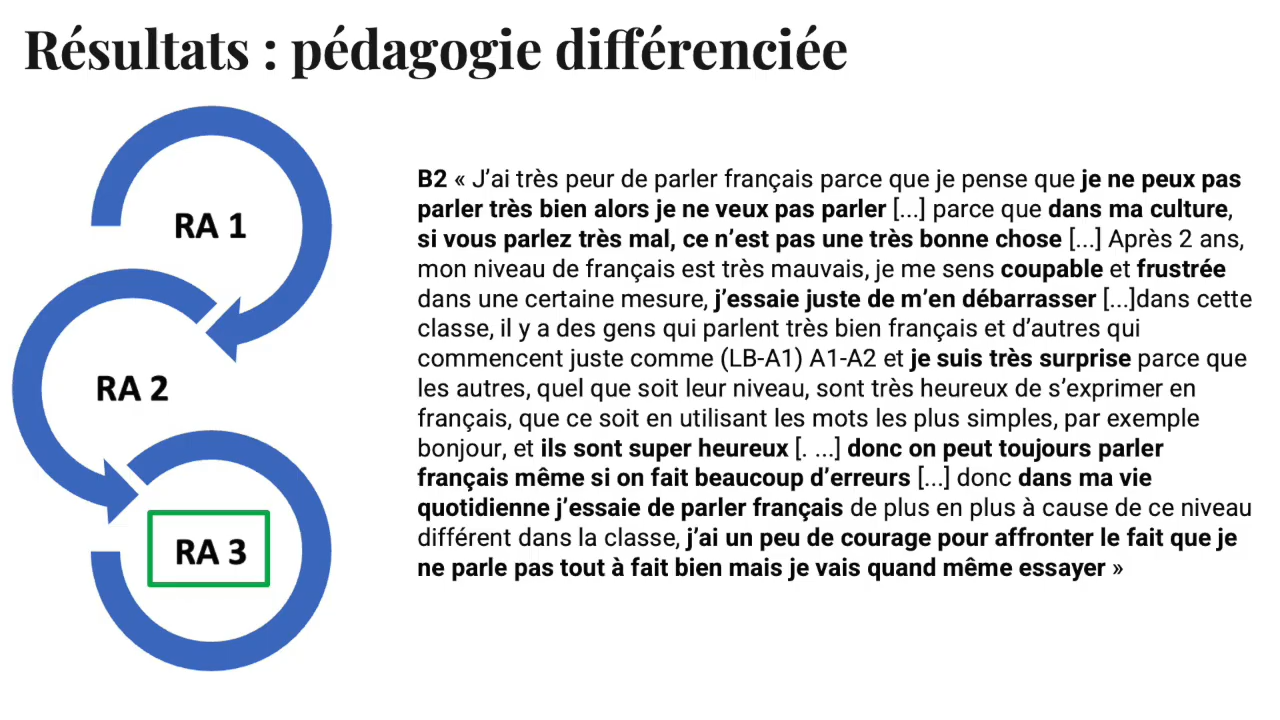 Résultats : pédagogie différenciée
RA 1
RA 2
RA 3
B2 « J’ai très peur de parler français parce que je pense que je ne peux pas
parler très bien alors je ne veux pas parler [...] parce que dans ma culture,
si vous parlez très mal, ce n’est pas une très bonne chose [...] Après 2 ans,
mon niveau de français est très mauvais, je me sens coupable et frustrée
dans une certaine mesure, j’essaie juste de m’en débarrasser [...]dans cette
classe, il y a des gens qui parlent très bien français et d’autres qui
commencent juste comme (LB-A1) A1-A2 et je suis très surprise parce que
les autres, quel que soit leur niveau, sont très heureux de s’exprimer en
français, que ce soit en utilisant les mots les plus simples, par exemple
bonjour, et ils sont super heureux [. ...] donc on peut toujours parler
français même si on fait beaucoup d’erreurs [...] donc dans ma vie
quotidienne j’essaie de parler français de plus en plus à cause de ce niveau
différent dans la classe, j’ai un peu de courage pour affronter le fait que je
ne parle pas tout à fait bien mais je vais quand même essayer »